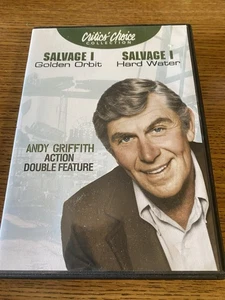 Critics' Choice
COLLECTION
SALVAGE I SALVAGE I
Golden Orbit Hard Water
ANDY GRIFFITH
ACTION
DOUBLE FEATURE